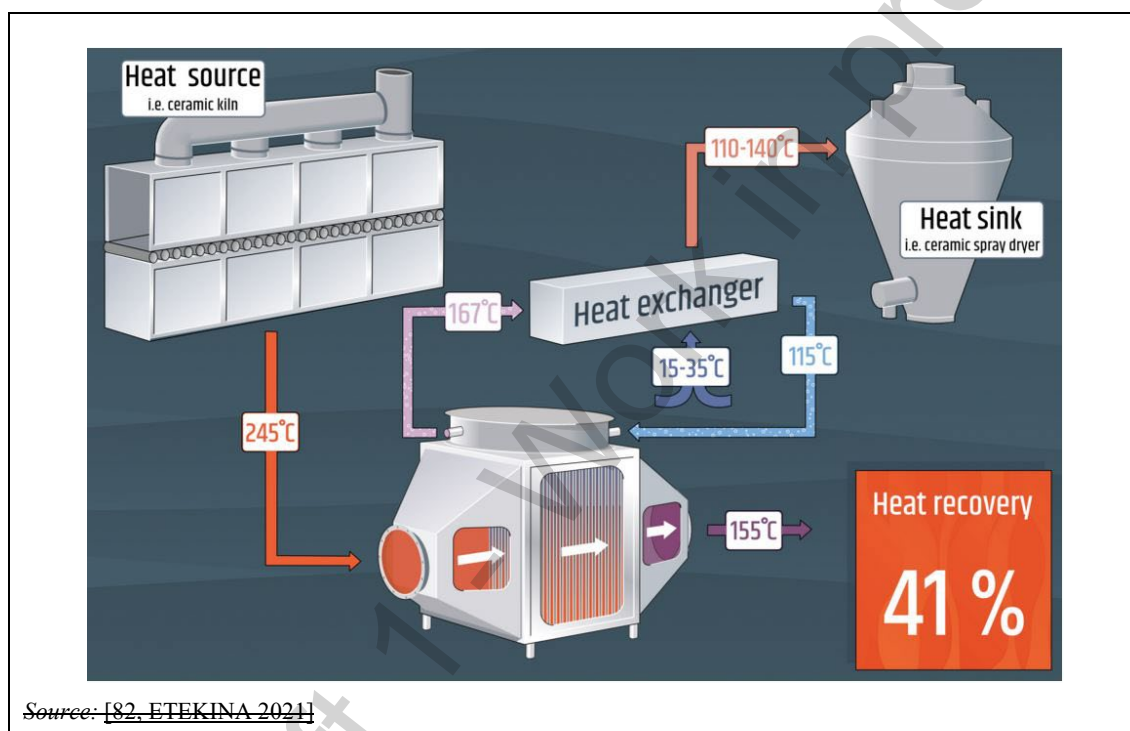 Heat source
i.e. ceramic kiln
110-140°C
Heat sink
i.e. ceramic spray dryer
167°C
Heat exchanger
15-35°C
115°C
245°C
155°C
Heat recovery
41 %
Source: [82, ETEKINA 2021]